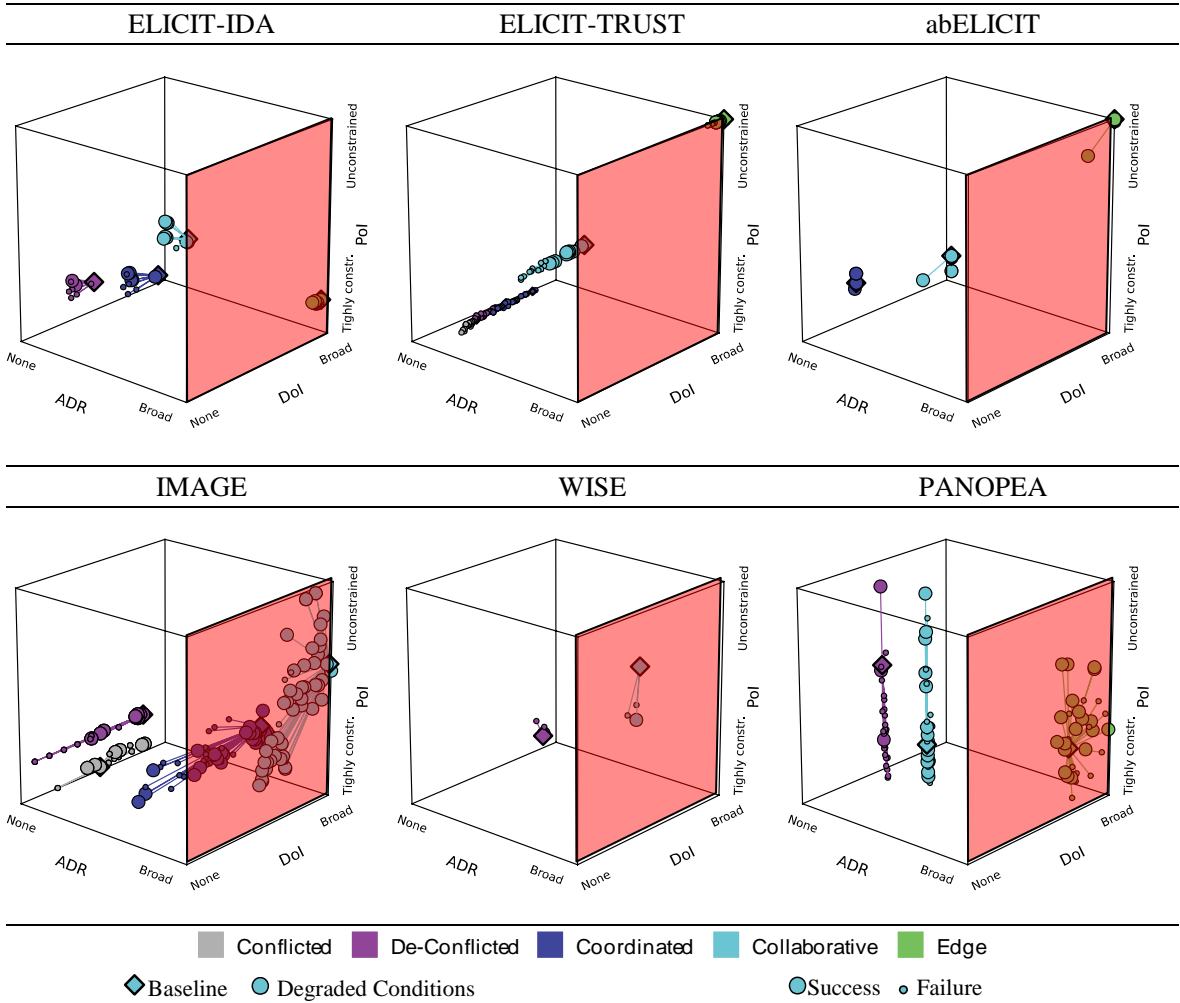 ELICIT-IDA ELICIT-TRUST abELICIT
Unconstrained Unconstrained Unconstrained
PoI PoI PoI
Tighly constr. Tighly constr. Tighly constr.
None Broad None Broad None Broad
ADR DoI ADR DoI ADR DoI
Broad None Broad None Broad None
IMAGE WISE PANOPEA
Unconstrained Unconstrained Unconstrained
PoI PoI PoI
Tighly constr. Tighly constr. Tighly constr.
None Broad None Broad None Broad
ADR DoI ADR DoI ADR DoI
Broad None Broad None Broad None
Conflicted De-Conflicted Coordinated Collaborative Edge
Baseline Degraded Conditions Success Failure